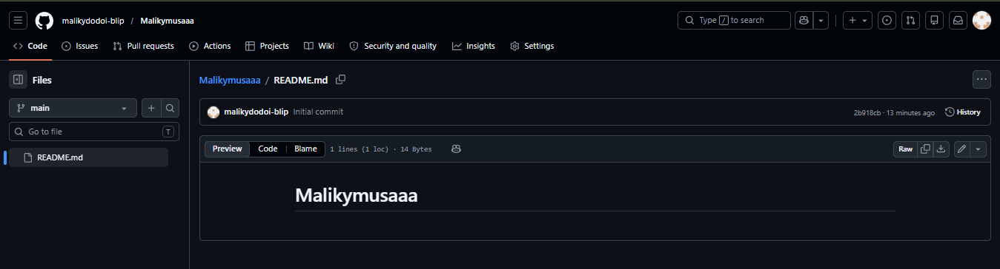 malikydodoi-blip / Malikymusaaa
Type / to search
Code Issues Pull requests Actions Projects Wiki Security and quality Insights Settings
Files
Malikymusaaa / README.md
main
malikydodoi-blip Initial commit
2b918cb · 13 minutes ago History
Go to file T
Preview Code Blame 1 lines (1 loc) · 14 Bytes
Raw
README.md
Malikymusaaa